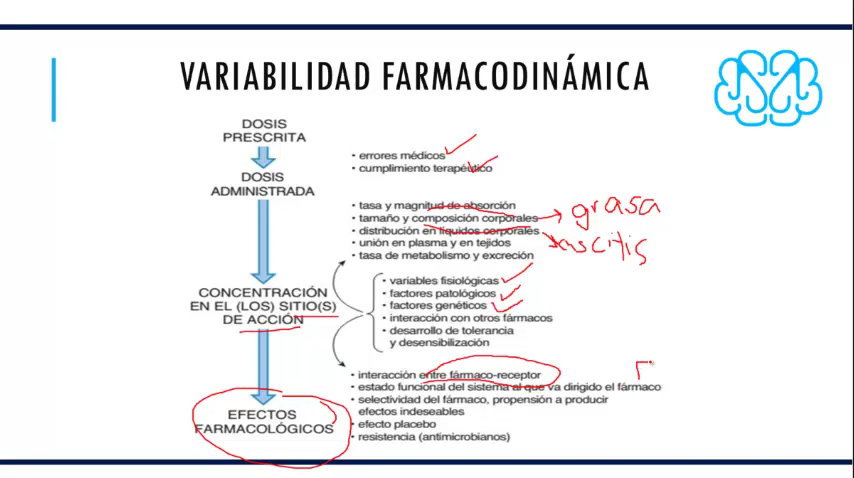 VARIABILIDAD FARMACODINÁMICA
DOSIS
PRESCRITA
• errores médicos
• cumplimiento terapéutico
DOSIS
ADMINISTRADA
• tasa y magnitud de absorción
• tamaño y composición corporales
grasa
• distribución en líquidos corporales
ascitis
• unión en plasma y en tejidos
• tasa de metabolismo y excreción
• variables fisiológicas
• factores patológicos
• factores genéticos
• interacción con otros fármacos
• desarrollo de tolerancia
y desensibilización
CONCENTRACIÓN
EN EL (LOS) SITIO(S)
DE ACCIÓN
• interacción entre fármaco-receptor
• estado funcional del sistema al que va dirigido el fármaco
• selectividad del fármaco, propensión a producir
efectos indeseables
• efecto placebo
• resistencia (antimicrobianos)
EFECTOS
FARMACOLÓGICOS